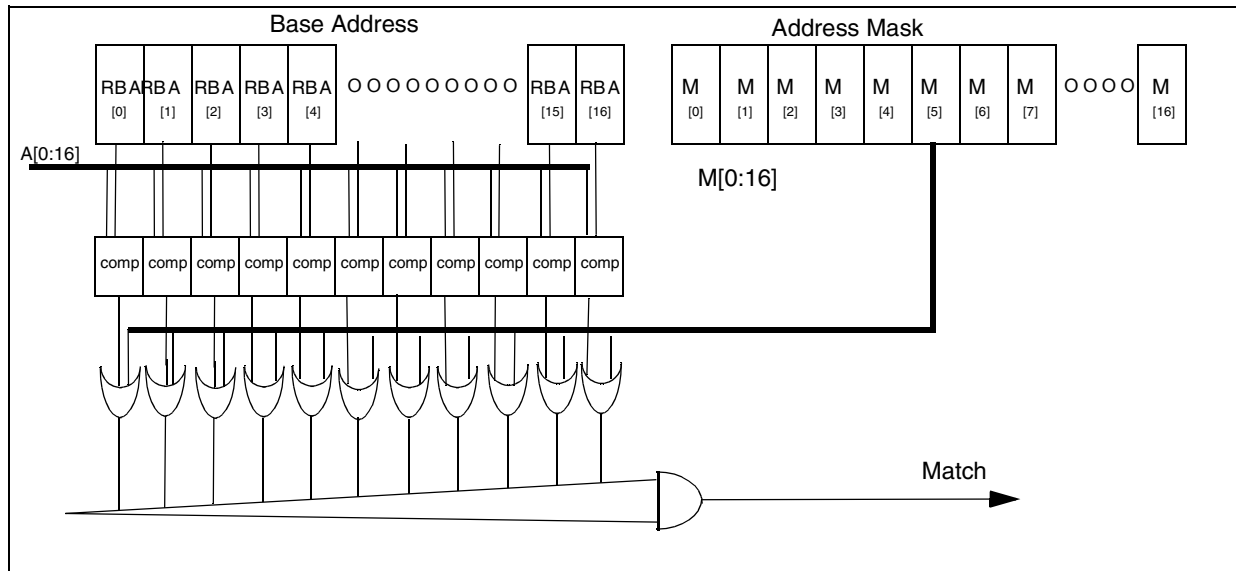 Base Address
Address Mask
RBA RBA RBA RBA RBA O O O O O O O O O RBA RBA
[0] [1] [2] [3] [4] [15] [16]
M M M M M M M M O O O O M
[0] [1] [2] [3] [4] [5] [6] [7] [16]
A[0:16]
M[0:16]
comp comp comp comp comp comp comp comp comp comp comp
Match